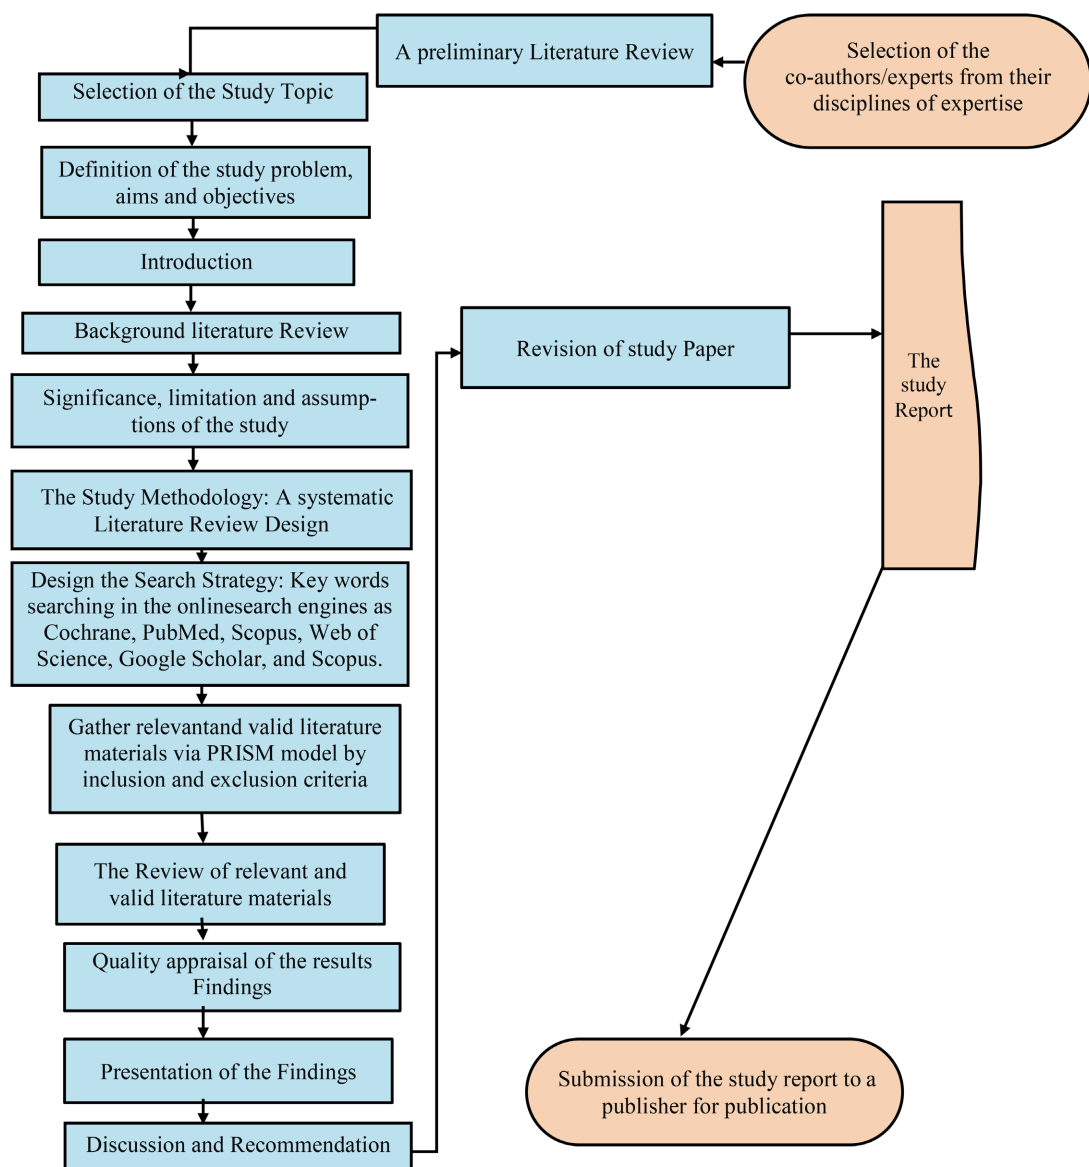 Selection of the
co-authors/experts from their
disciplines of expertise
A preliminary Literature Review
Selection of the Study Topic
Definition of the study problem,
aims and objectives
Introduction
Background literature Review
Significance, limitation and assump-
tions of the study
The Study Methodology: A systematic
Literature Review Design
Design the Search Strategy: Key words
searching in the onlinesearch engines as
Cochrane, PubMed, Scopus, Web of
Science, Google Scholar, and Scopus.
Gather relevantand valid literature
materials via PRISM model by
inclusion and exclusion criteria
The Review of relevant and
valid literature materials
Quality appraisal of the results
Findings
Presentation of the Findings
Discussion and Recommendation
Revision of study Paper
The
study
Report
Submission of the study report to a
publisher for publication